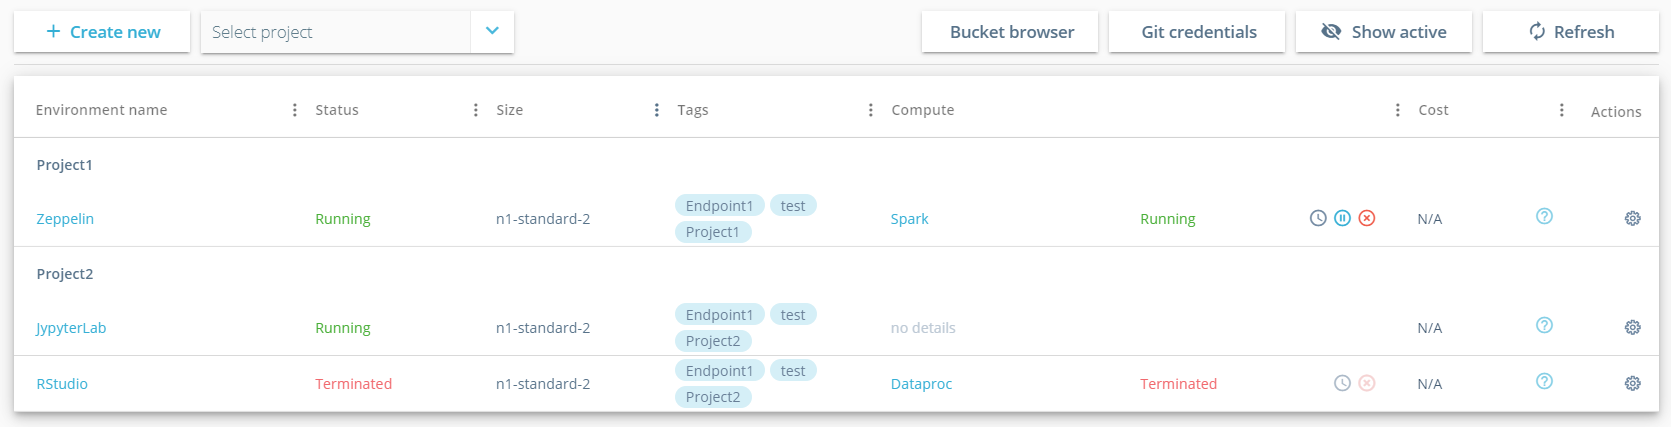 + Create new Select project Bucket browser Git credentials Show active Refresh
Environment name Status Size Tags Compute Cost Actions
Project1
Zeppelin Running n1-standard-2 Endpoint1 test Spark Running N/A
Project1
Project2
JypyterLab Running n1-standard-2 Endpoint1 test no details N/A
Project2
RStudio Terminated n1-standard-2 Endpoint1 test Dataproc Terminated N/A
Project2